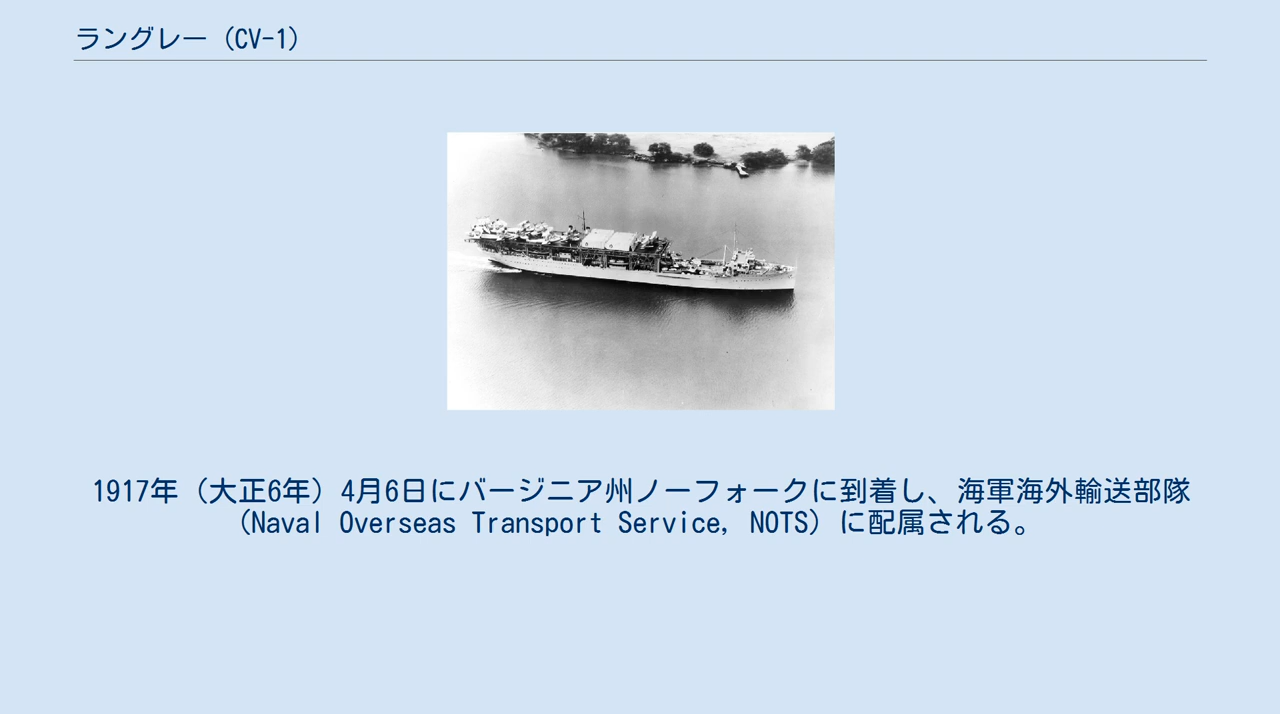 ラングレー（CV-1）
1917年（大正6年）4月6日にバージニア州ノーフォークに到着し、海軍海外輸送部隊
（Naval Overseas Transport Service, NOTS）に配属される。